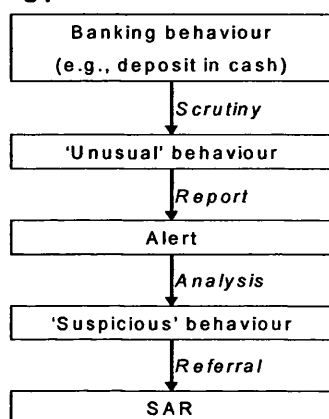 Banking behaviour
(e.g., deposit in cash)
Scrutiny
'Unusual' behaviour
Report
Alert
Analysis
'Suspicious' behaviour
Referral
SAR